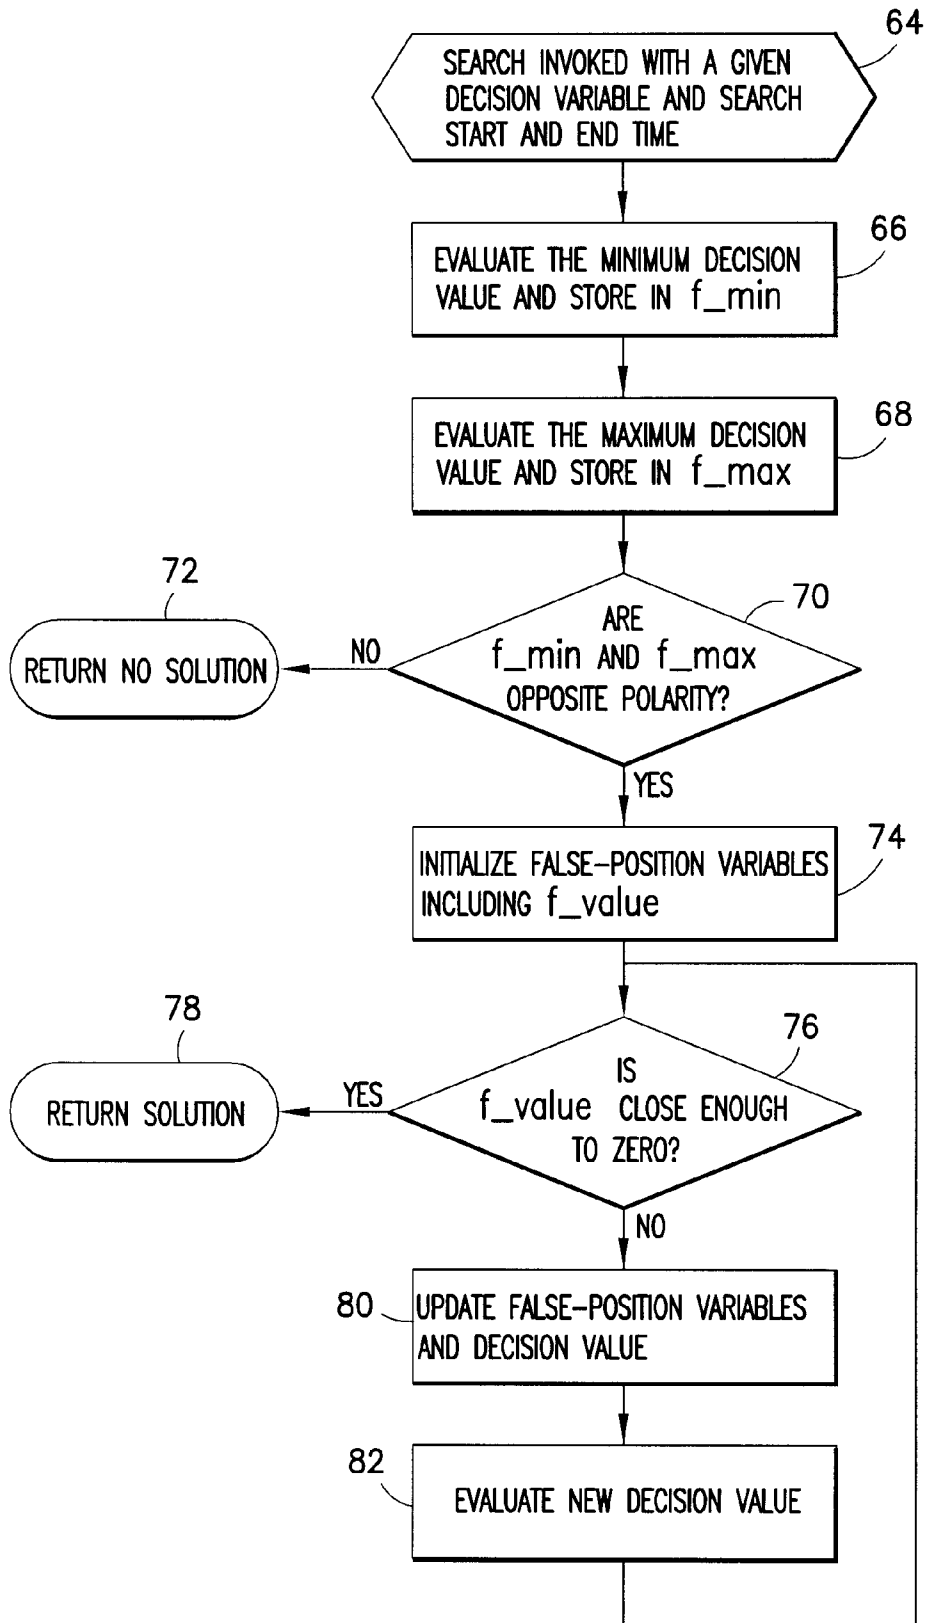 64
SEARCH INVOKED WITH A GIVEN
DECISION VARIABLE AND SEARCH
START AND END TIME
66
EVALUATE THE MINIMUM DECISION
VALUE AND STORE IN f_min
68
EVALUATE THE MAXIMUM DECISION
VALUE AND STORE IN f_max
72
70
RETURN NO SOLUTION
NO
ARE
f_min AND f_max
OPPOSITE POLARITY?
YES
74
INITIALIZE FALSE-POSITION VARIABLES
INCLUDING f_value
78
76
RETURN SOLUTION
YES
IS
f_value CLOSE ENOUGH
TO ZERO?
NO
80
UPDATE FALSE-POSITION VARIABLES
AND DECISION VALUE
82
EVALUATE NEW DECISION VALUE